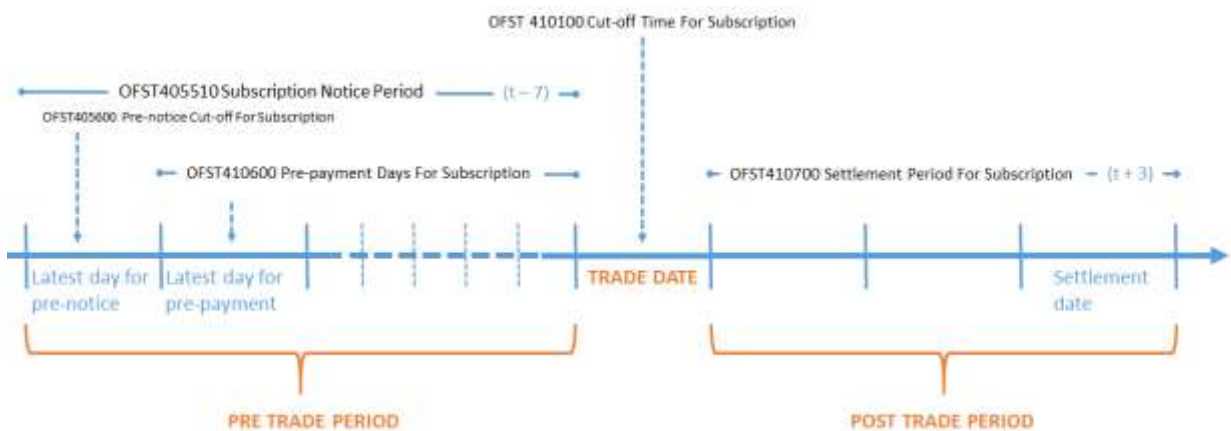 OFST 410100 Cut-off Time For Subscription
OFST405510 Subscription Notice Period (t – 7)
OFST405600 Pre-notice Cut-off For Subscription
OFST410600 Pre-payment Days For Subscription
OFST410700 Settlement Period For Subscription (t + 3)
Latest day for
pre-notice
Latest day for
pre-payment
TRADE DATE
Settlement
date
PRE TRADE PERIOD
POST TRADE PERIOD